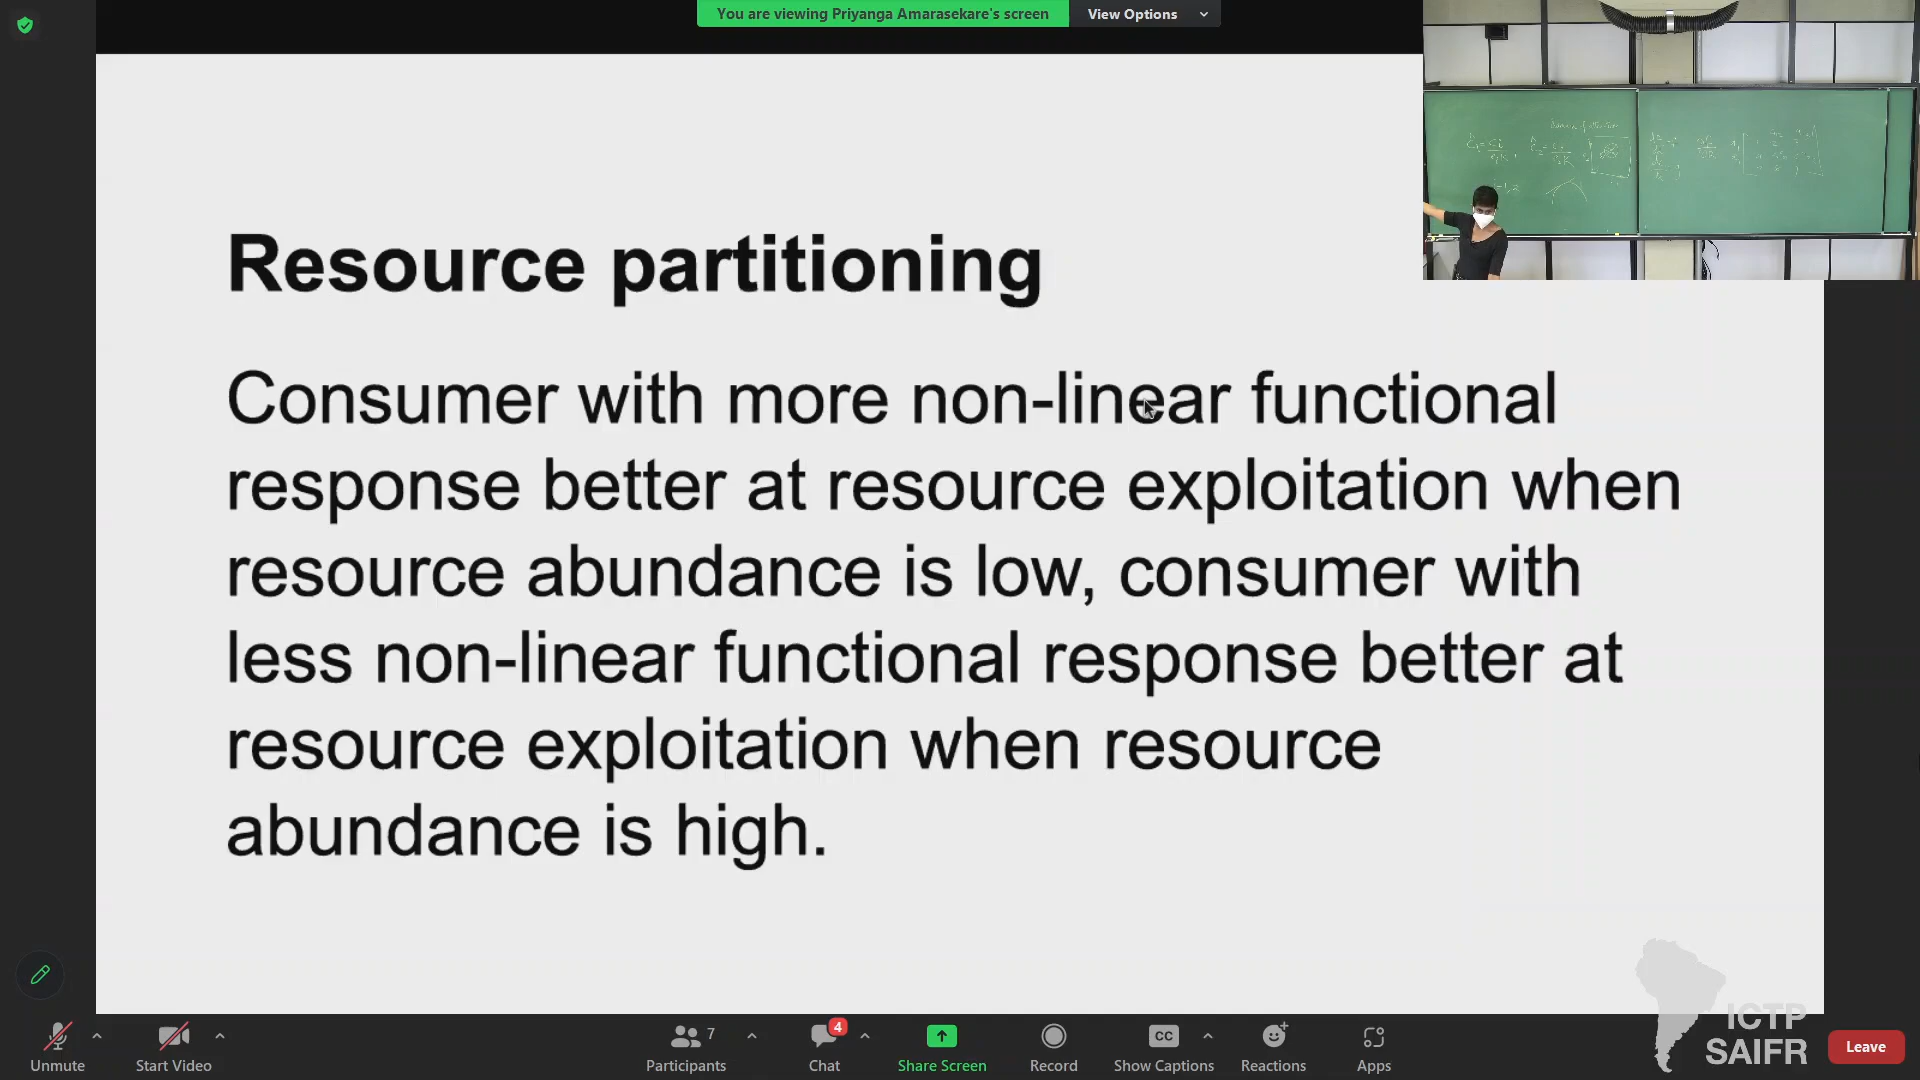 You are viewing Priyanga Amarasekare's screen
View Options
Resource partitioning
Consumer with more non-linear functional
response better at resource exploitation when
resource abundance is low, consumer with
less non-linear functional response better at
resource exploitation when resource
abundance is high.
ICTP
SAIFR
Unmute
Start Video
7
Participants
4
Chat
Share Screen
Record
CC
Show Captions
Reactions
Apps
Leave